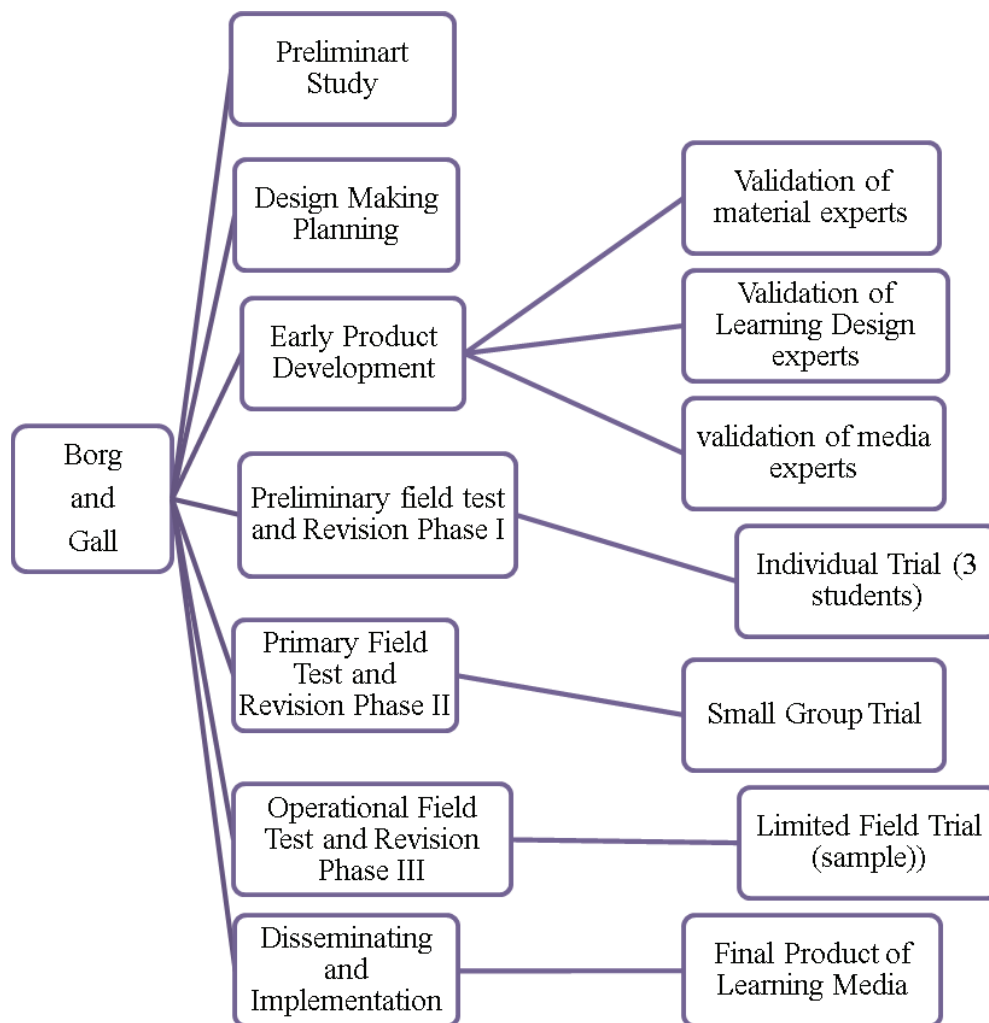 Preliminart
Study
Design Making
Planning
Early Product
Development
Validation of
material experts
Validation of
Learning Design
experts
validation of media
experts
Borg
and
Gall
Preliminary field test
and Revision Phase I
Individual Trial (3
students)
Primary Field
Test and
Revision Phase II
Small Group Trial
Operational Field
Test and Revision
Phase III
Limited Field Trial
(sample))
Disseminating
and
Implementation
Final Product of
Learning Media